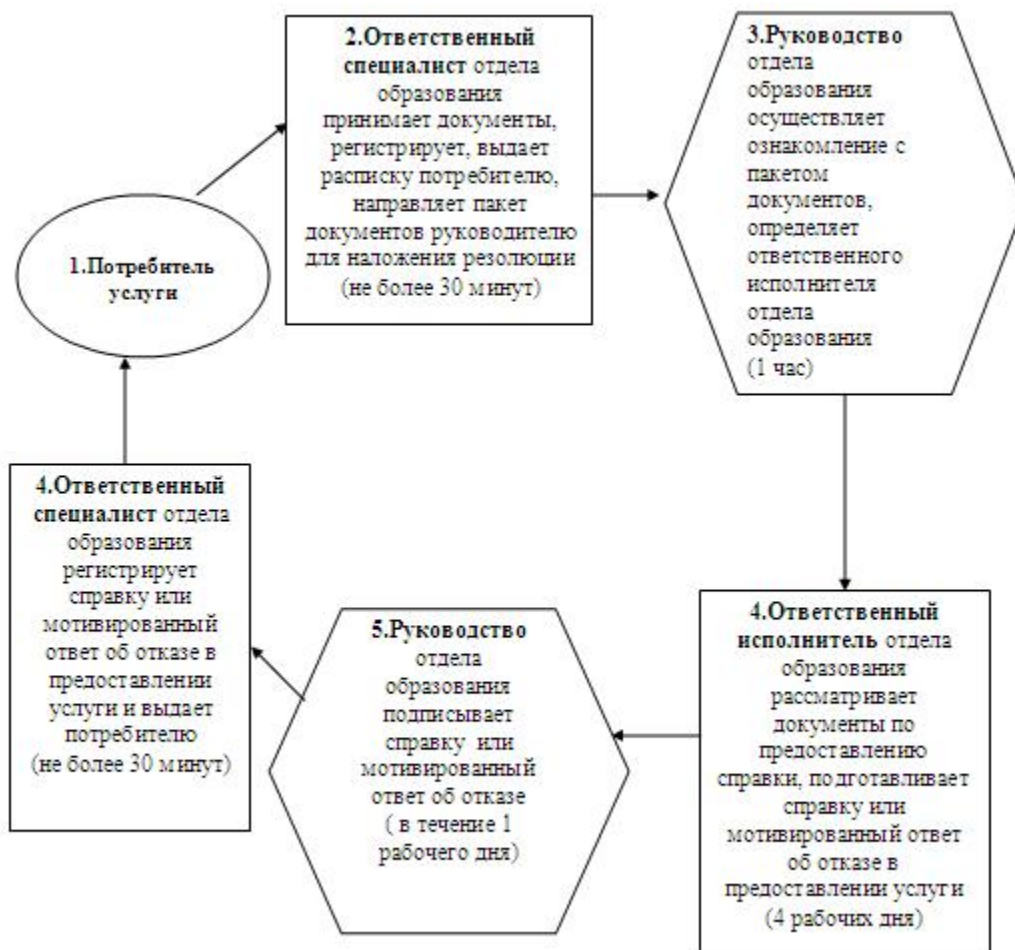 1.Потребитель
услуги
2.Ответственный
специалист отдела
образования
принимает документы,
регистрирует, выдает
расписку потребителю,
направляет пакет
документов руководителю
для наложения резолюции
(не более 30 минут)
3.Руководство
отдела
образования
осуществляет
ознакомление с
пакетом
документов,
определяет
ответственного
исполнителя
отдела
образования
(1 час)
4.Ответственный
исполнитель отдела
образования
рассматривает
документы по
предоставлению
справки, подготавливает
справку или
мотивированный ответ
об отказе в
предоставлении услуги
(4 рабочих дня)
5.Руководство
отдела
образования
подписывает
справку или
мотивированный
ответ об отказе
( в течение 1
рабочего дня)
4.Ответственный
специалист отдела
образования
регистрирует
справку или
мотивированный
ответ об отказе в
предоставлении
услуги и выдает
потребителю
(не более 30 минут)